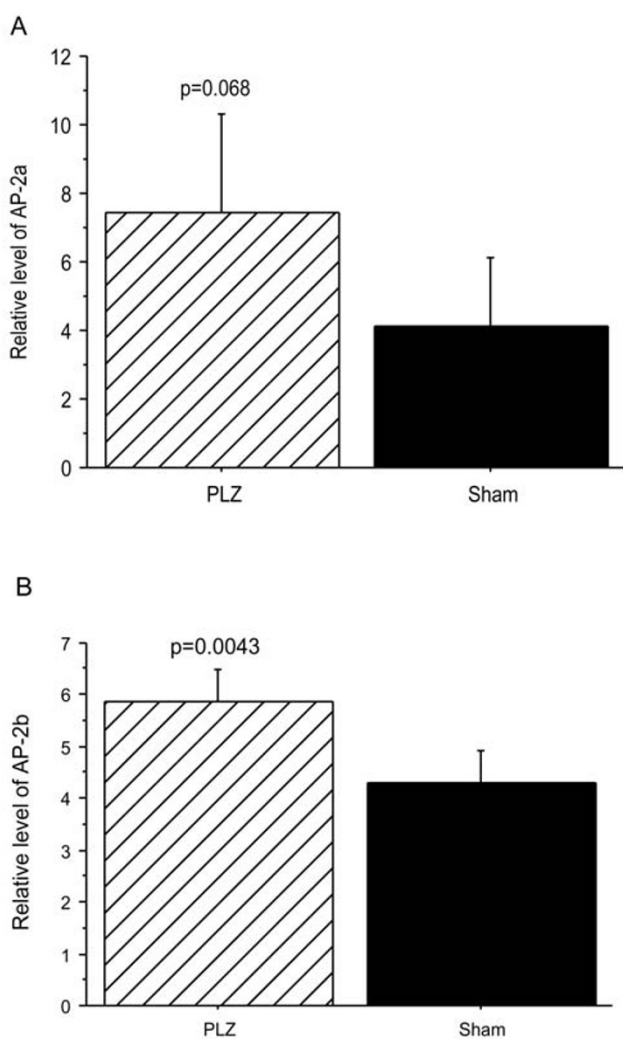 A
12
p=0.068
10
8
6
4
2
0
Relative level of AP-2a
PLZ Sham
B
7
p=0.0043
6
5
4
3
2
1
0
Relative level of AP-2b
PLZ Sham